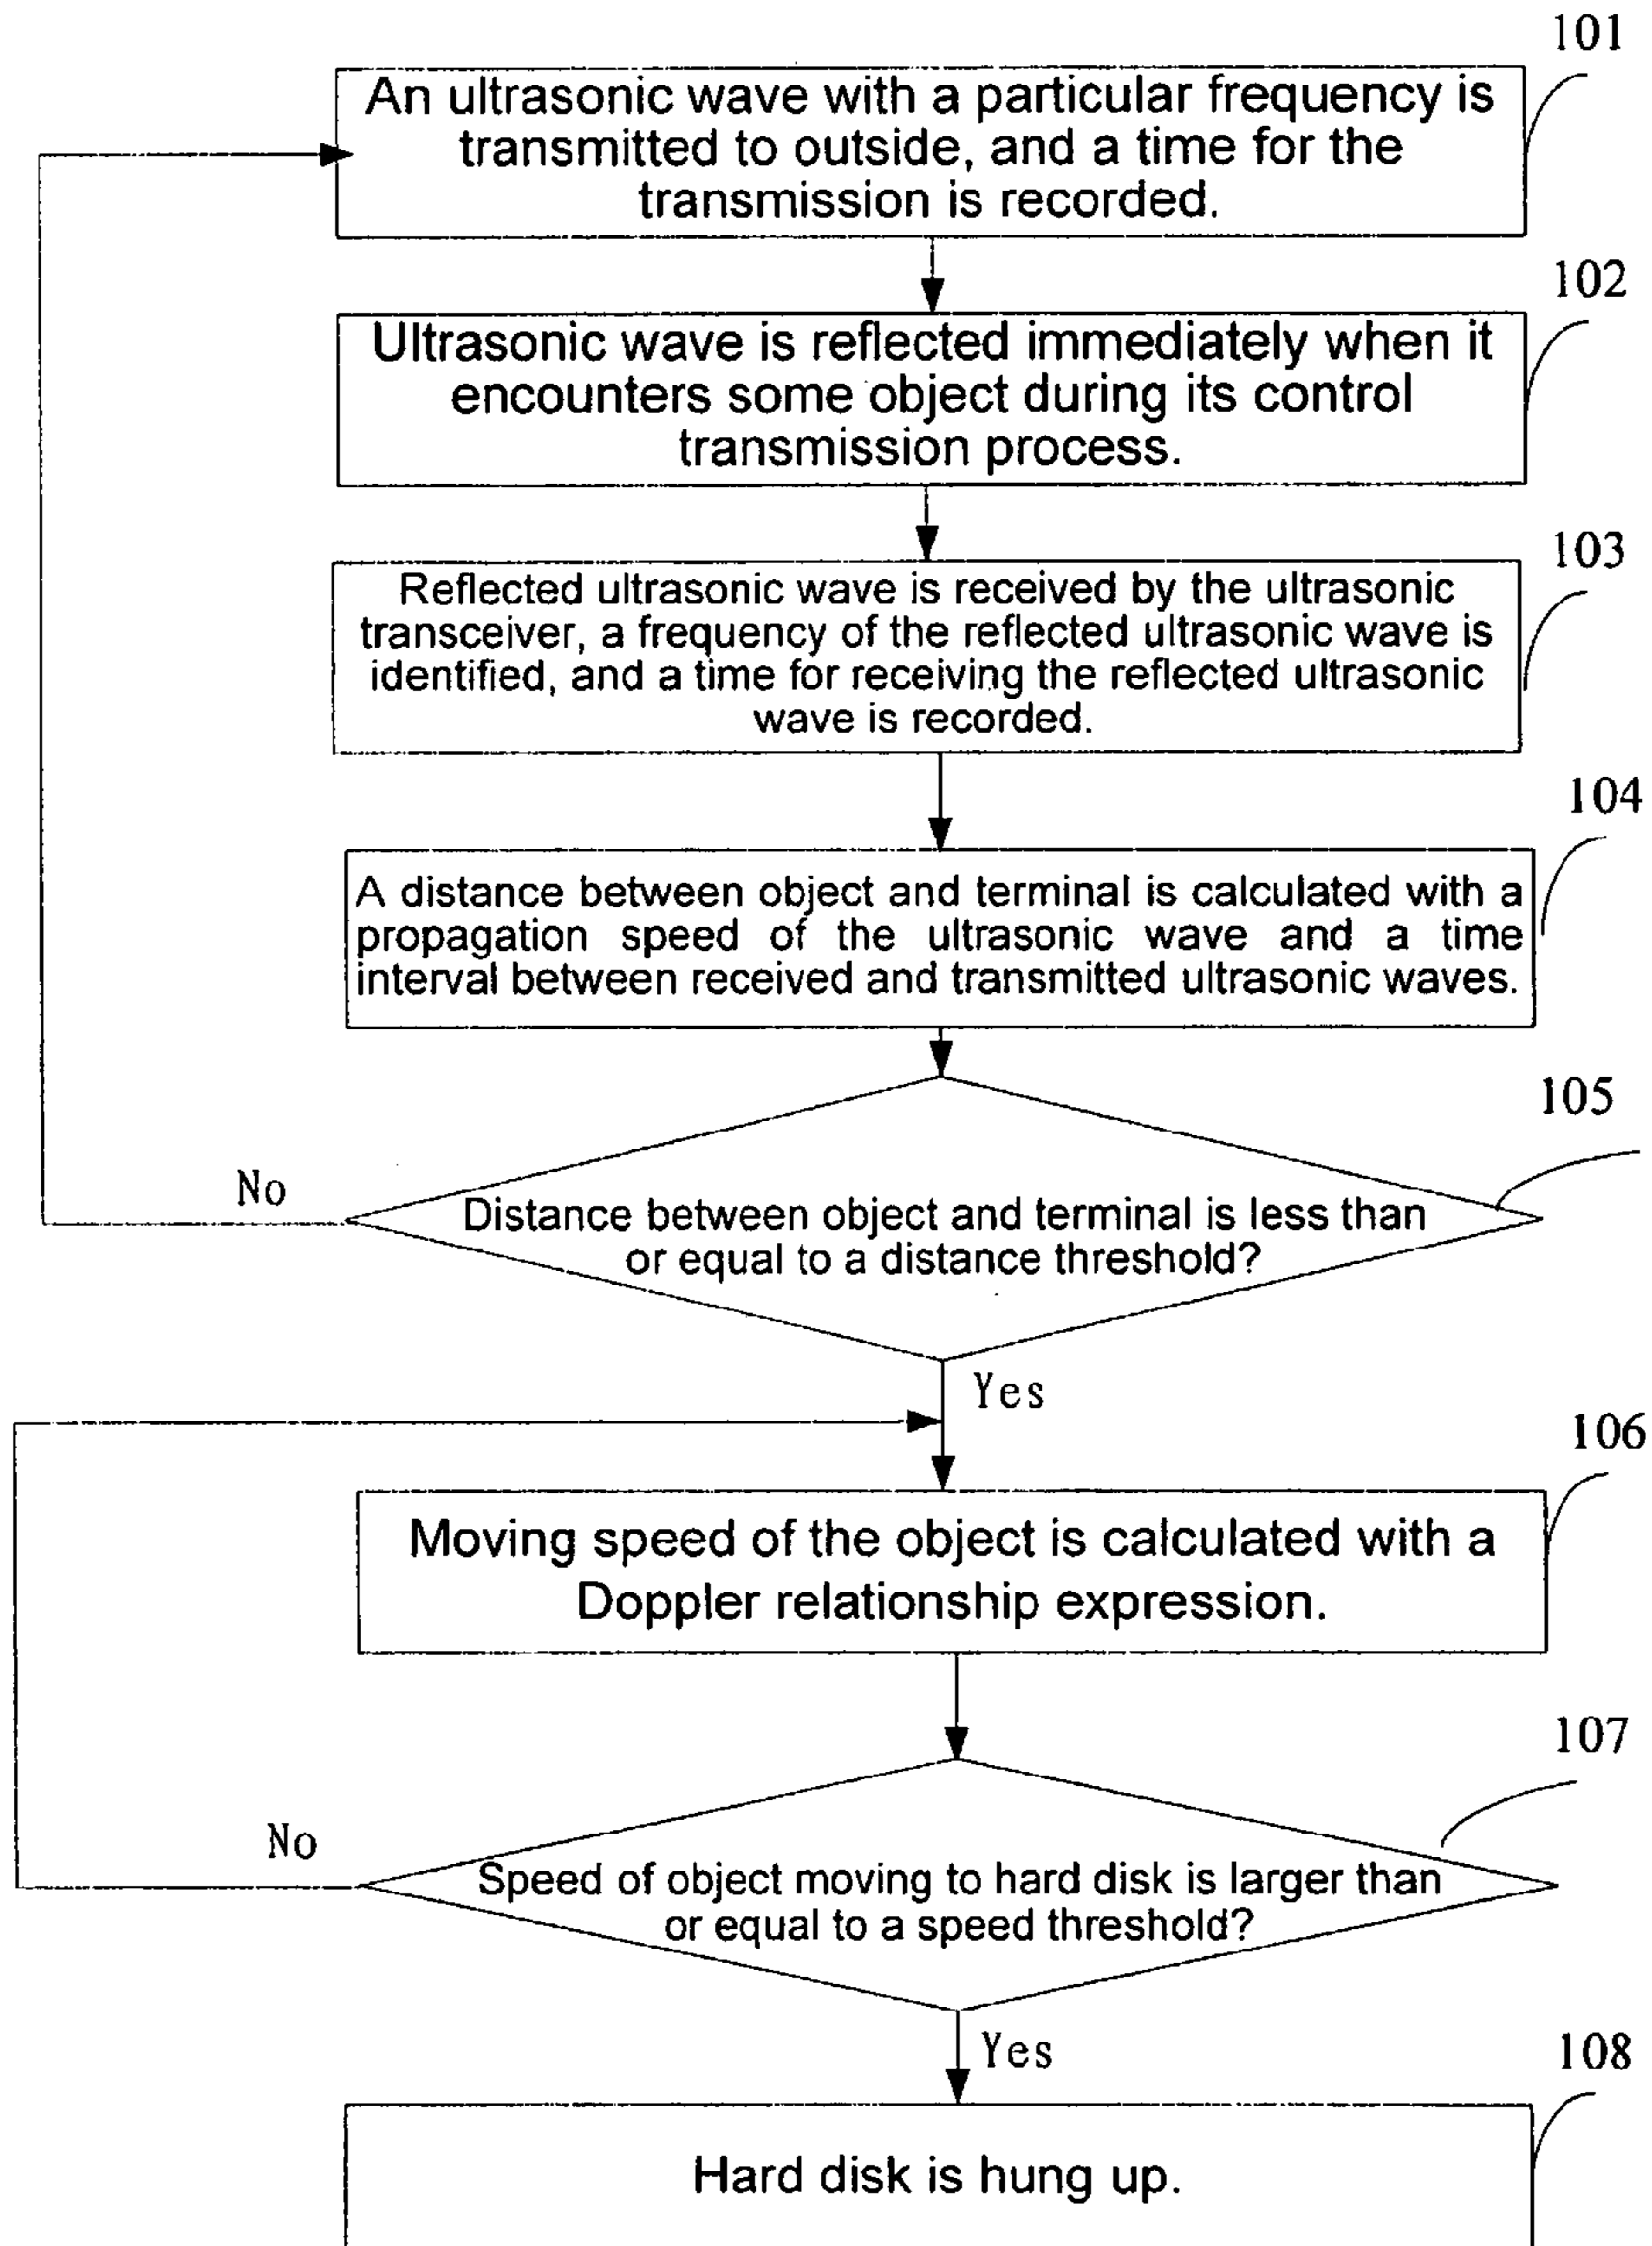 101
An ultrasonic wave with a particular frequency is
transmitted to outside, and a time for the
transmission is recorded.
102
Ultrasonic wave is reflected immediately when it
encounters some object during its control
transmission process.
103
Reflected ultrasonic wave is received by the ultrasonic
transceiver, a frequency of the reflected ultrasonic wave is
identified, and a time for receiving the reflected ultrasonic
wave is recorded.
104
A distance between object and terminal is calculated with a
propagation speed of the ultrasonic wave and a time
interval between received and transmitted ultrasonic waves.
105
No
Distance between object and terminal is less than
or equal to a distance threshold?
Yes
106
Moving speed of the object is calculated with a
Doppler relationship expression.
107
No
Speed of object moving to hard disk is larger than
or equal to a speed threshold?
Yes
108
Hard disk is hung up.